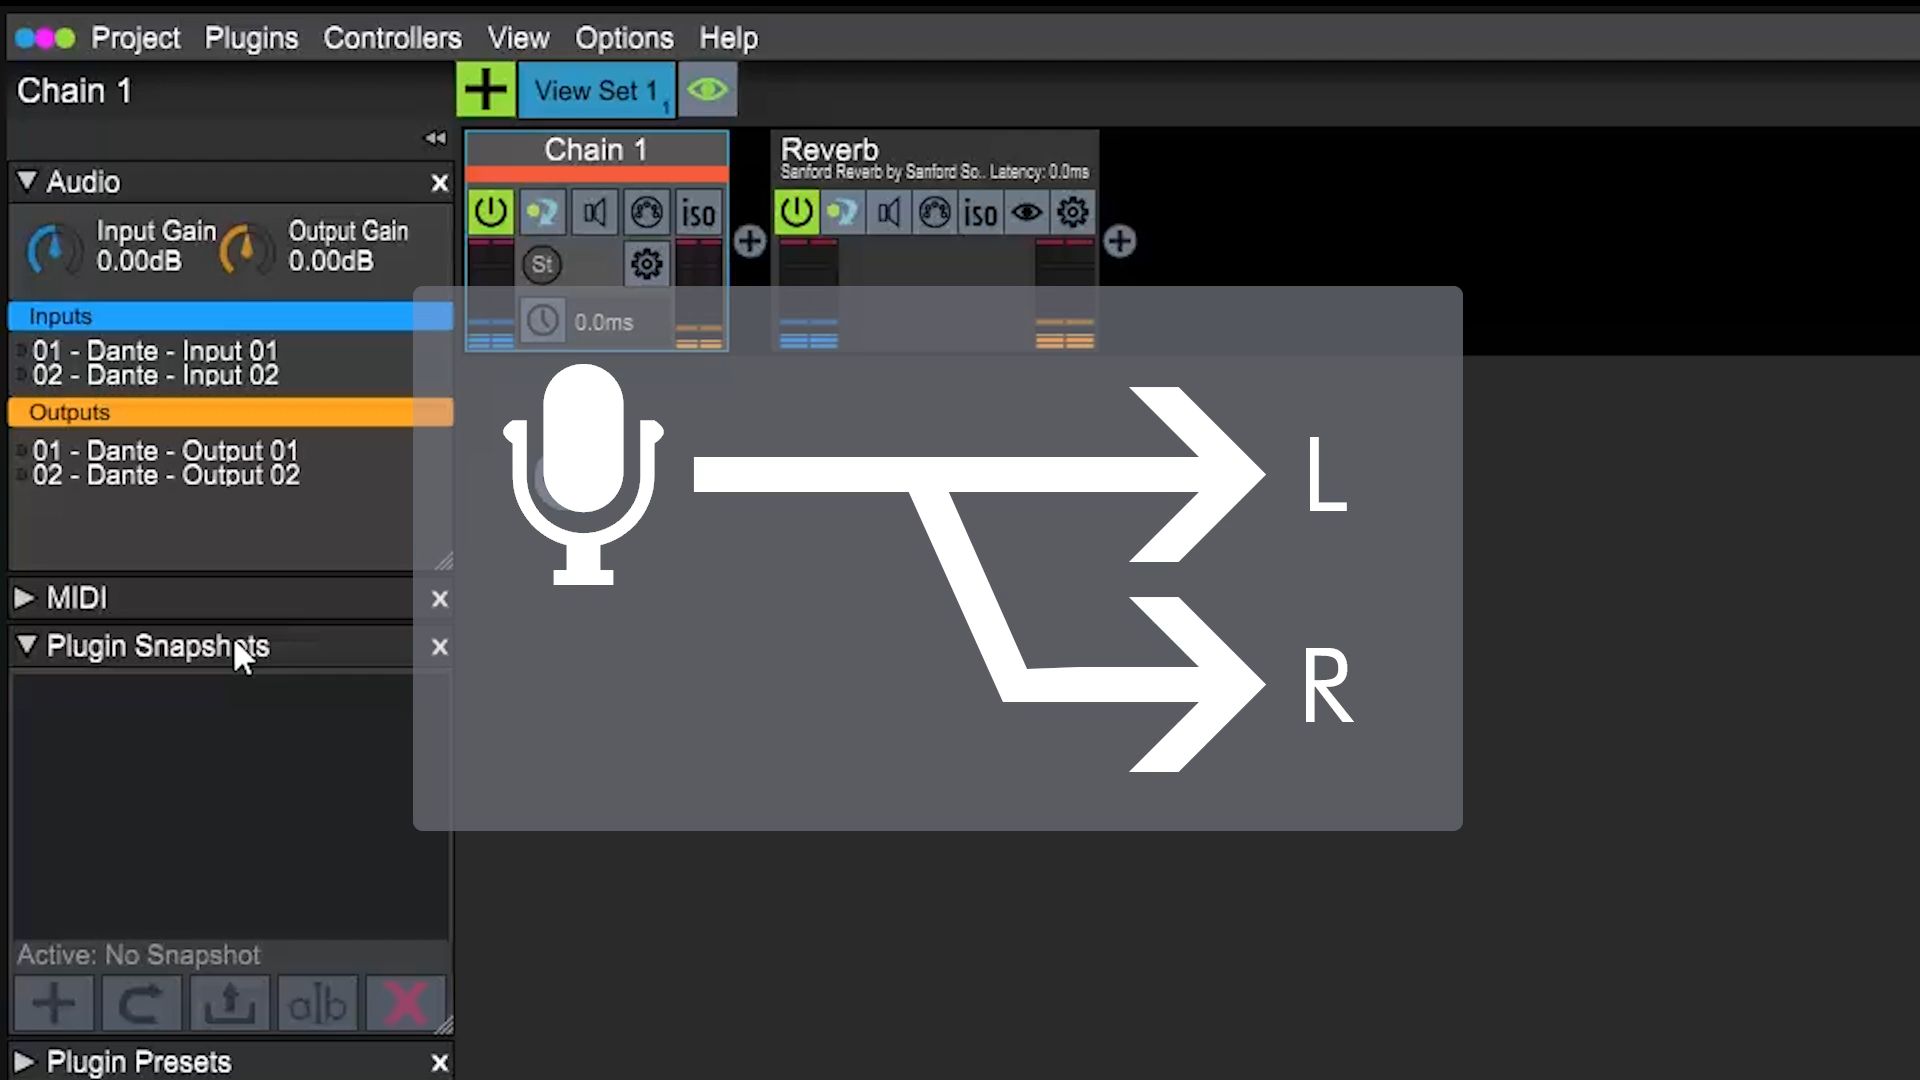 Project Plugins Controllers View Options Help
Chain 1
View Set 1 1
Chain 1
Reverb
Sanford Reverb by Sanford So.. Latency: 0.0ms
Audio
Input Gain
0.00dB
Output Gain
0.00dB
iso
iso
St
0.0ms
Inputs
01 - Dante - Input 01
02 - Dante - Input 02
Outputs
01 - Dante - Output 01
02 - Dante - Output 02
L
R
MIDI
Plugin Snapshots
Active: No Snapshot
a|b
Plugin Presets